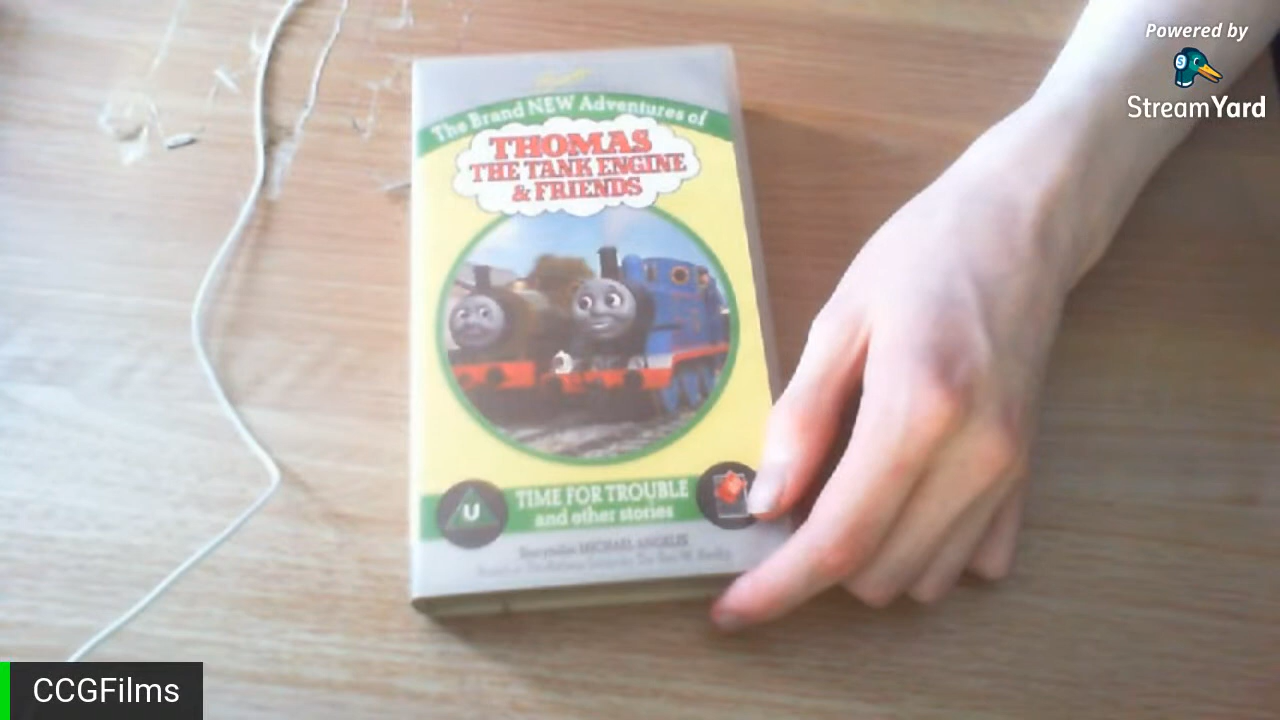 Powered by
StreamYard
The Brand NEW Adventures of
THOMAS
THE TANK ENGINE
& FRIENDS
U
TIME FOR TROUBLE
and other stories
MICHAEL ANGELIS
CCGFilms